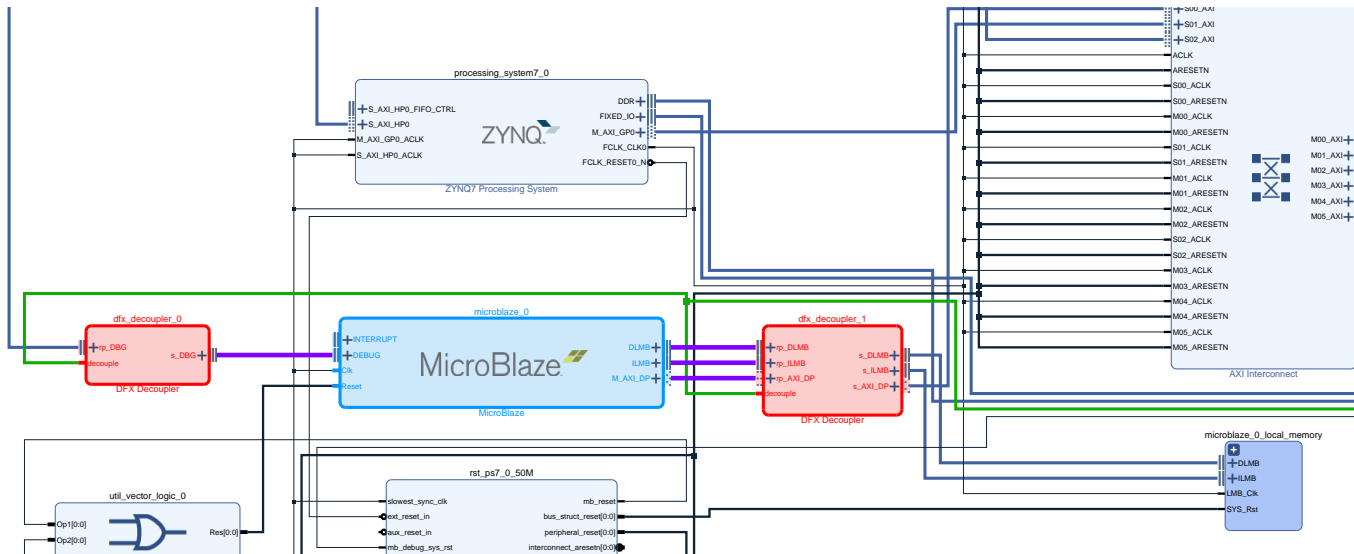 S00_AXI
S01_AXI
S02_AXI
ACLK
ARESETN
S00_ACLK
S00_ARESETN
M00_ACLK
M00_ARESETN
S01_ACLK
S01_ARESETN
M01_ACLK
M01_ARESETN
M02_ACLK
M02_ARESETN
S02_ACLK
S02_ARESETN
M03_ACLK
M03_ARESETN
M04_ACLK
M04_ARESETN
M05_ACLK
M05_ARESETN
M00_AXI
M01_AXI
M02_AXI
M03_AXI
M04_AXI
M05_AXI
AXI Interconnect
processing_system7_0
S_AXI_HP0_FIFO_CTRL
S_AXI_HP0
M_AXI_GP0_ACLK
S_AXI_HP0_ACLK
ZYNQ
DDR
FIXED_IO
M_AXI_GP0
FCLK_CLK0
FCLK_RESET0_N
ZYNQ7 Processing System
dfx_decoupler_0
rp_DBG
decouple
s_DBG
DFX Decoupler
microblaze_0
INTERRUPT
DEBUG
Clk
Reset
MicroBlaze
DLMB
ILMB
M_AXI_DP
MicroBlaze
dfx_decoupler_1
rp_DLMB
rp_ILMB
rp_AXI_DP
decouple
s_DLMB
s_ILMB
s_AXI_DP
DFX Decoupler
microblaze_0_local_memory
DLMB
ILMB
LMB_Clk
SYS_Rst
util_vector_logic_0
Op1[0:0]
Op2[0:0]
Res[0:0]
rst_ps7_0_50M
slowest_sync_clk
ext_reset_in
aux_reset_in
mb_debug_sys_rst
mb_reset
bus_struct_reset[0:0]
peripheral_reset[0:0]
interconnect_aresetn[0:0]